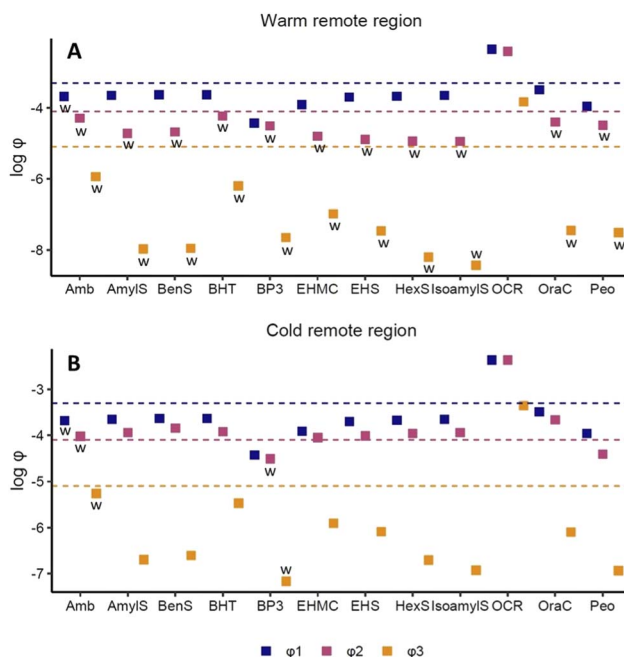 Warm remote region
A
log φ
-4
-6
-8
w w w w w w w w w w w
w w w w w w w w w w w w
Amb AmylS BenS BHT BP3 EHMC EHS HexS IsoamylS OCR OraC Peo
Cold remote region
B
log φ
-3
-4
-5
-6
-7
w w w
w w
Amb AmylS BenS BHT BP3 EHMC EHS HexS IsoamylS OCR OraC Peo
φ1 φ2 φ3